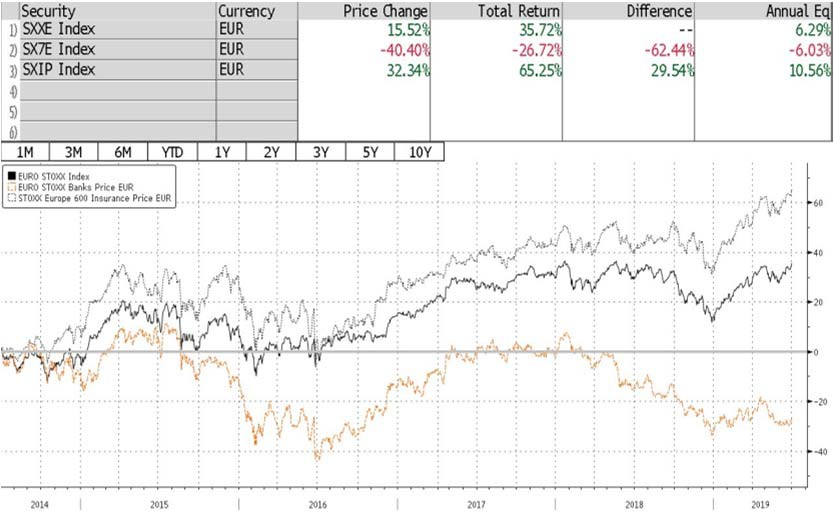 Security Currency Price Change Total Return Difference Annual Eq
1) SXXE Index EUR 15.52% 35.72% -- 6.29%
2) SX7E Index EUR -40.40% -26.72% -62.44% -6.03%
3) SXIP Index EUR 32.34% 65.25% 29.54% 10.56%
4)
5)
6)
1M 3M 6M YTD 1Y 2Y 3Y 5Y 10Y
EURO STOXX Index
EURO STOXX Banks Price EUR
STOXX Europe 600 Insurance Price EUR
60
40
20
0
-20
-40
2014 2015 2016 2017 2018 2019